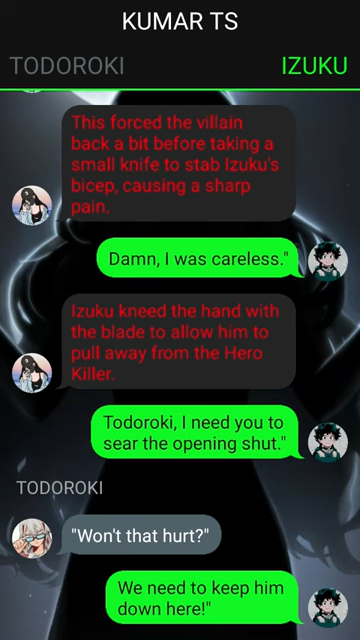 KUMAR TS
TODOROKI
IZUKU
This forced the villain
back a bit before taking a
small knife to stab Izuku's
bicep, causing a sharp
pain.
Damn, I was careless."
Izuku kneed the hand with
the blade to allow him to
pull away from the Hero
Killer.
Todoroki, I need you to
sear the opening shut."
TODOROKI
"Won't that hurt?"
We need to keep him
down here!"